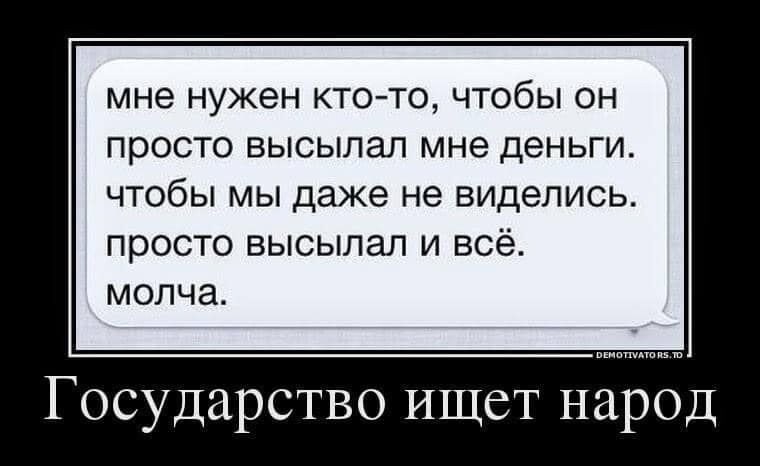 мне нужен кто-то, чтобы он
просто высылал мне деньги.
чтобы мы даже не виделись.
просто высылал и всё.
молча.
DEMOTIVATORS.TO
Государство ищет народ